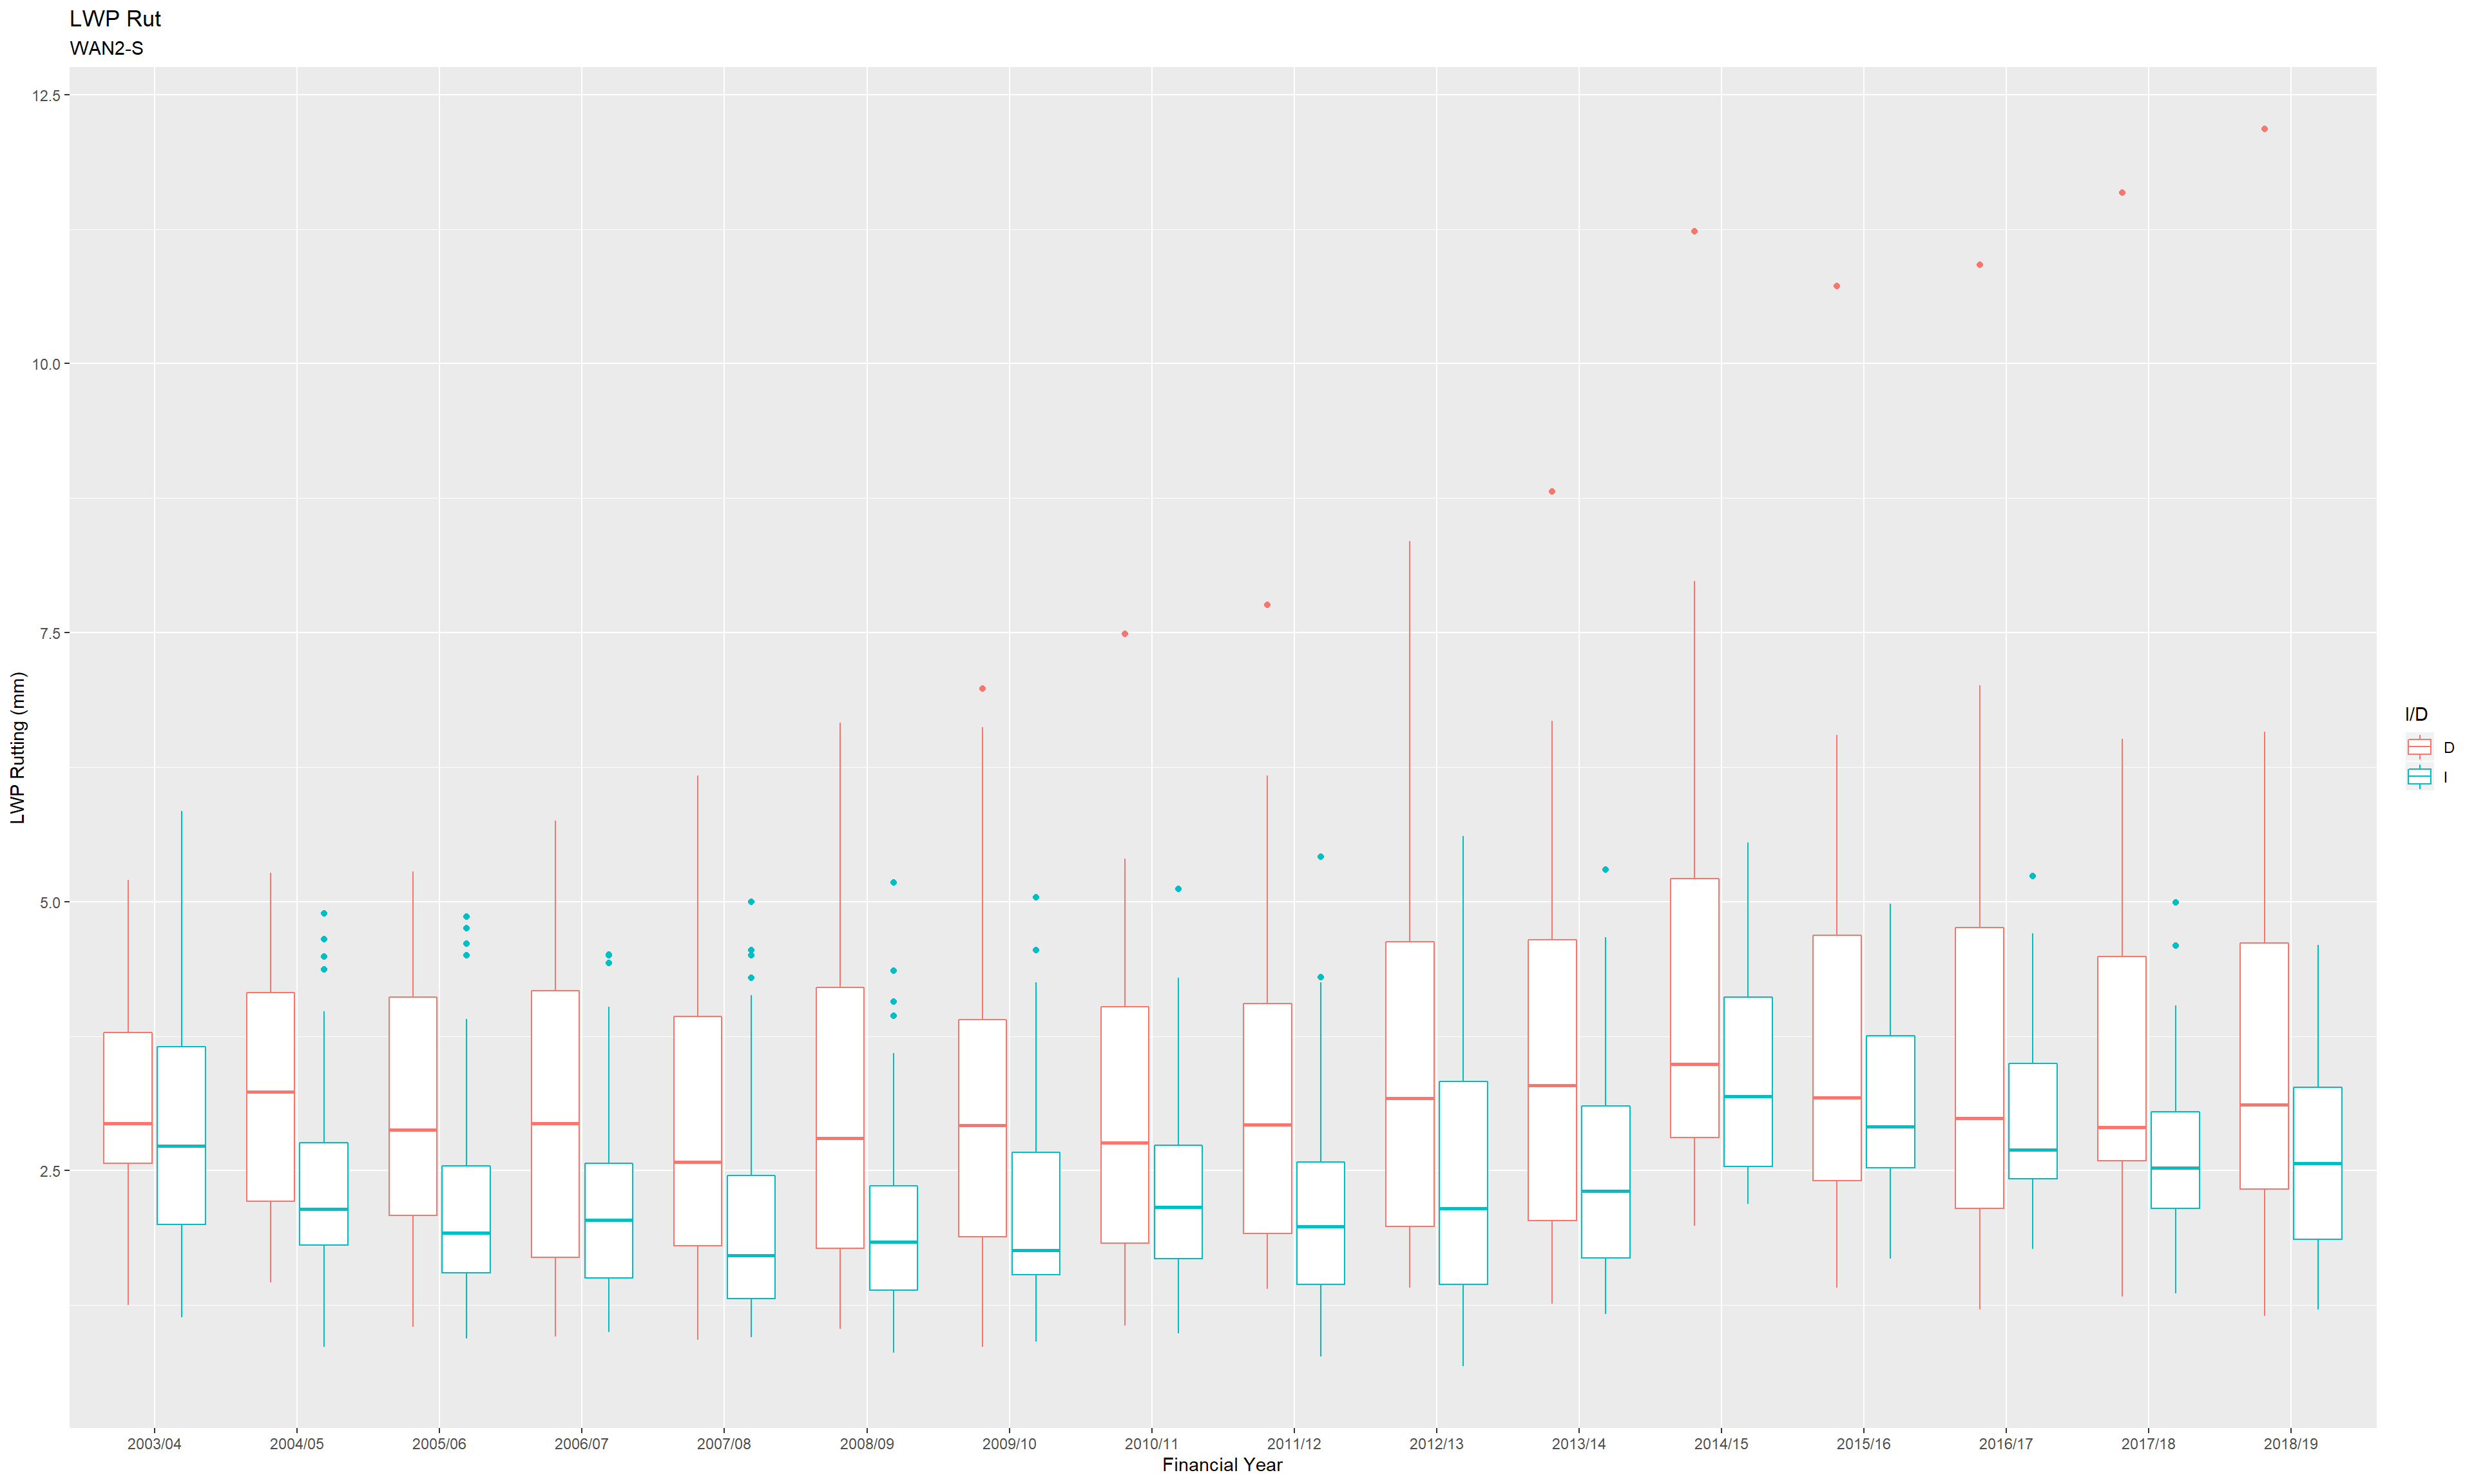 LWP Rut
WAN2-S
12.5
10.0
7.5
5.0
2.5
LWP Rutting (mm)
2003/04 2004/05 2005/06 2006/07 2007/08 2008/09 2009/10 2010/11 2011/12 2012/13 2013/14 2014/15 2015/16 2016/17 2017/18 2018/19
Financial Year
I/D
D
I